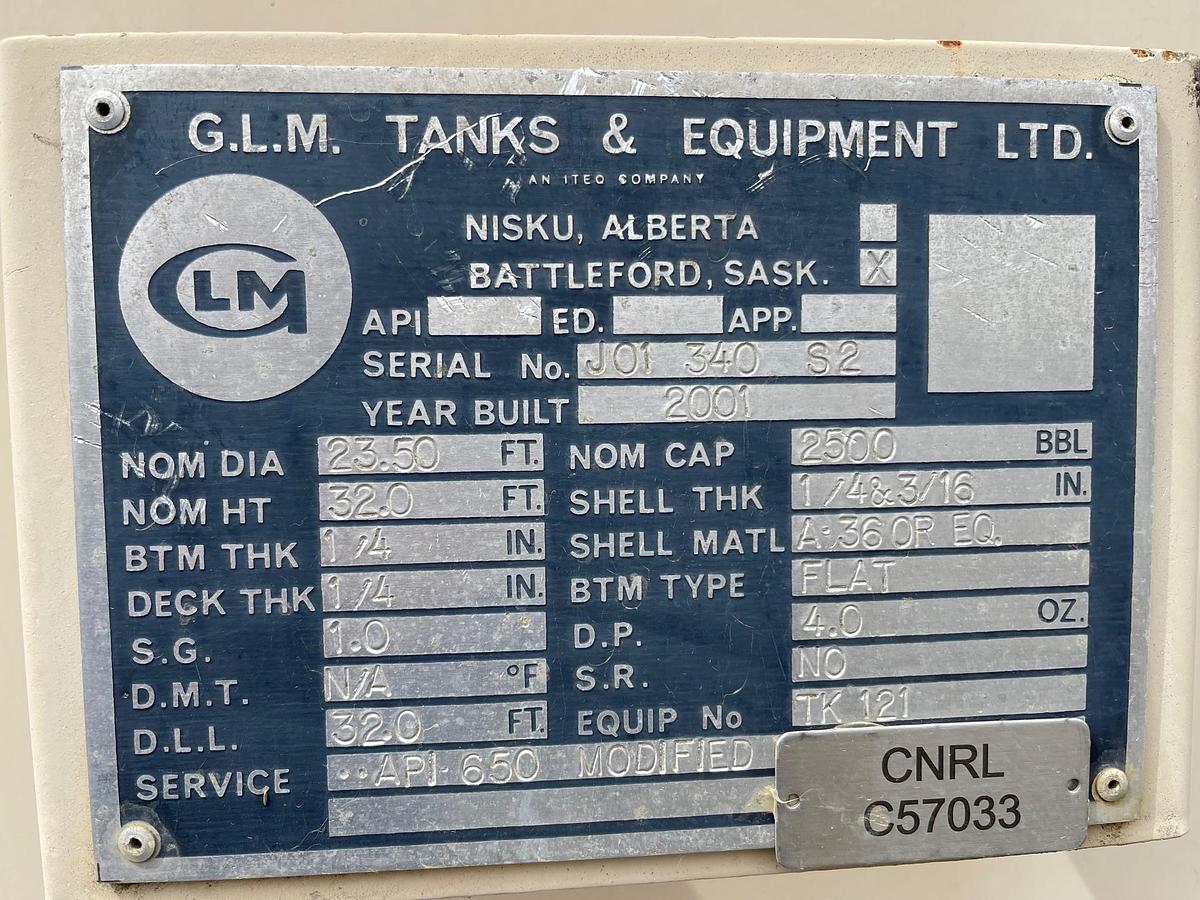 G.L.M. TANKS & EQUIPMENT LTD.
AN ITEQ COMPANY
GLM
NISKU, ALBERTA
BATTLEFORD, SASK. X
API ED. APP.
SERIAL No. J01 340 S2
YEAR BUILT 2001
NOM DIA 23.50 FT. NOM CAP 2500 BBL
NOM HT 32.0 FT. SHELL THK 1/4&3/16 IN.
BTM THK 1/4 IN. SHELL MATL A-36 OR EQ.
DECK THK 1/4 IN. BTM TYPE FLAT
S.G. 1.0 D.P. 4.0 OZ.
D.M.T. N/A °F S.R. NO
D.L.L. 32.0 FT. EQUIP No TK 121
SERVICE ••API-650 MODIFIED
CNRL
C57033